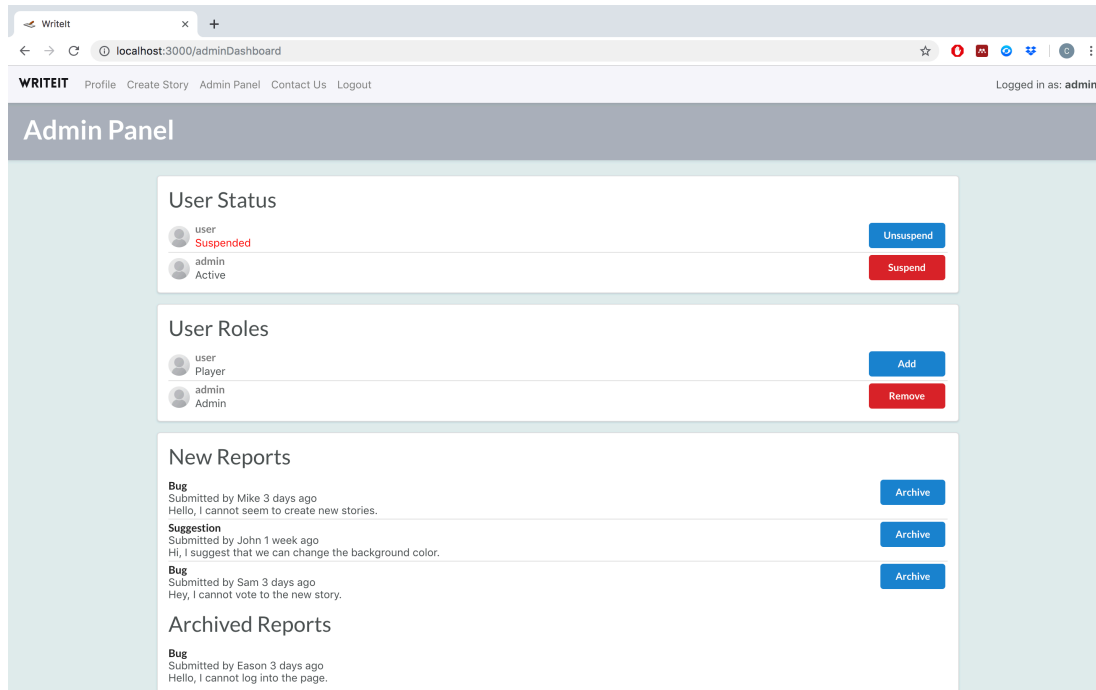 WriteIt
localhost:3000/adminDashboard
C
WRITEIT Profile Create Story Admin Panel Contact Us Logout Logged in as: admin
Admin Panel
User Status
user
Suspended
Unsuspend
admin
Active
Suspend
User Roles
user
Player
Add
admin
Admin
Remove
New Reports
Bug
Submitted by Mike 3 days ago
Hello, I cannot seem to create new stories.
Archive
Suggestion
Submitted by John 1 week ago
Hi, I suggest that we can change the background color.
Archive
Bug
Submitted by Sam 3 days ago
Hey, I cannot vote to the new story.
Archive
Archived Reports
Bug
Submitted by Eason 3 days ago
Hello, I cannot log into the page.